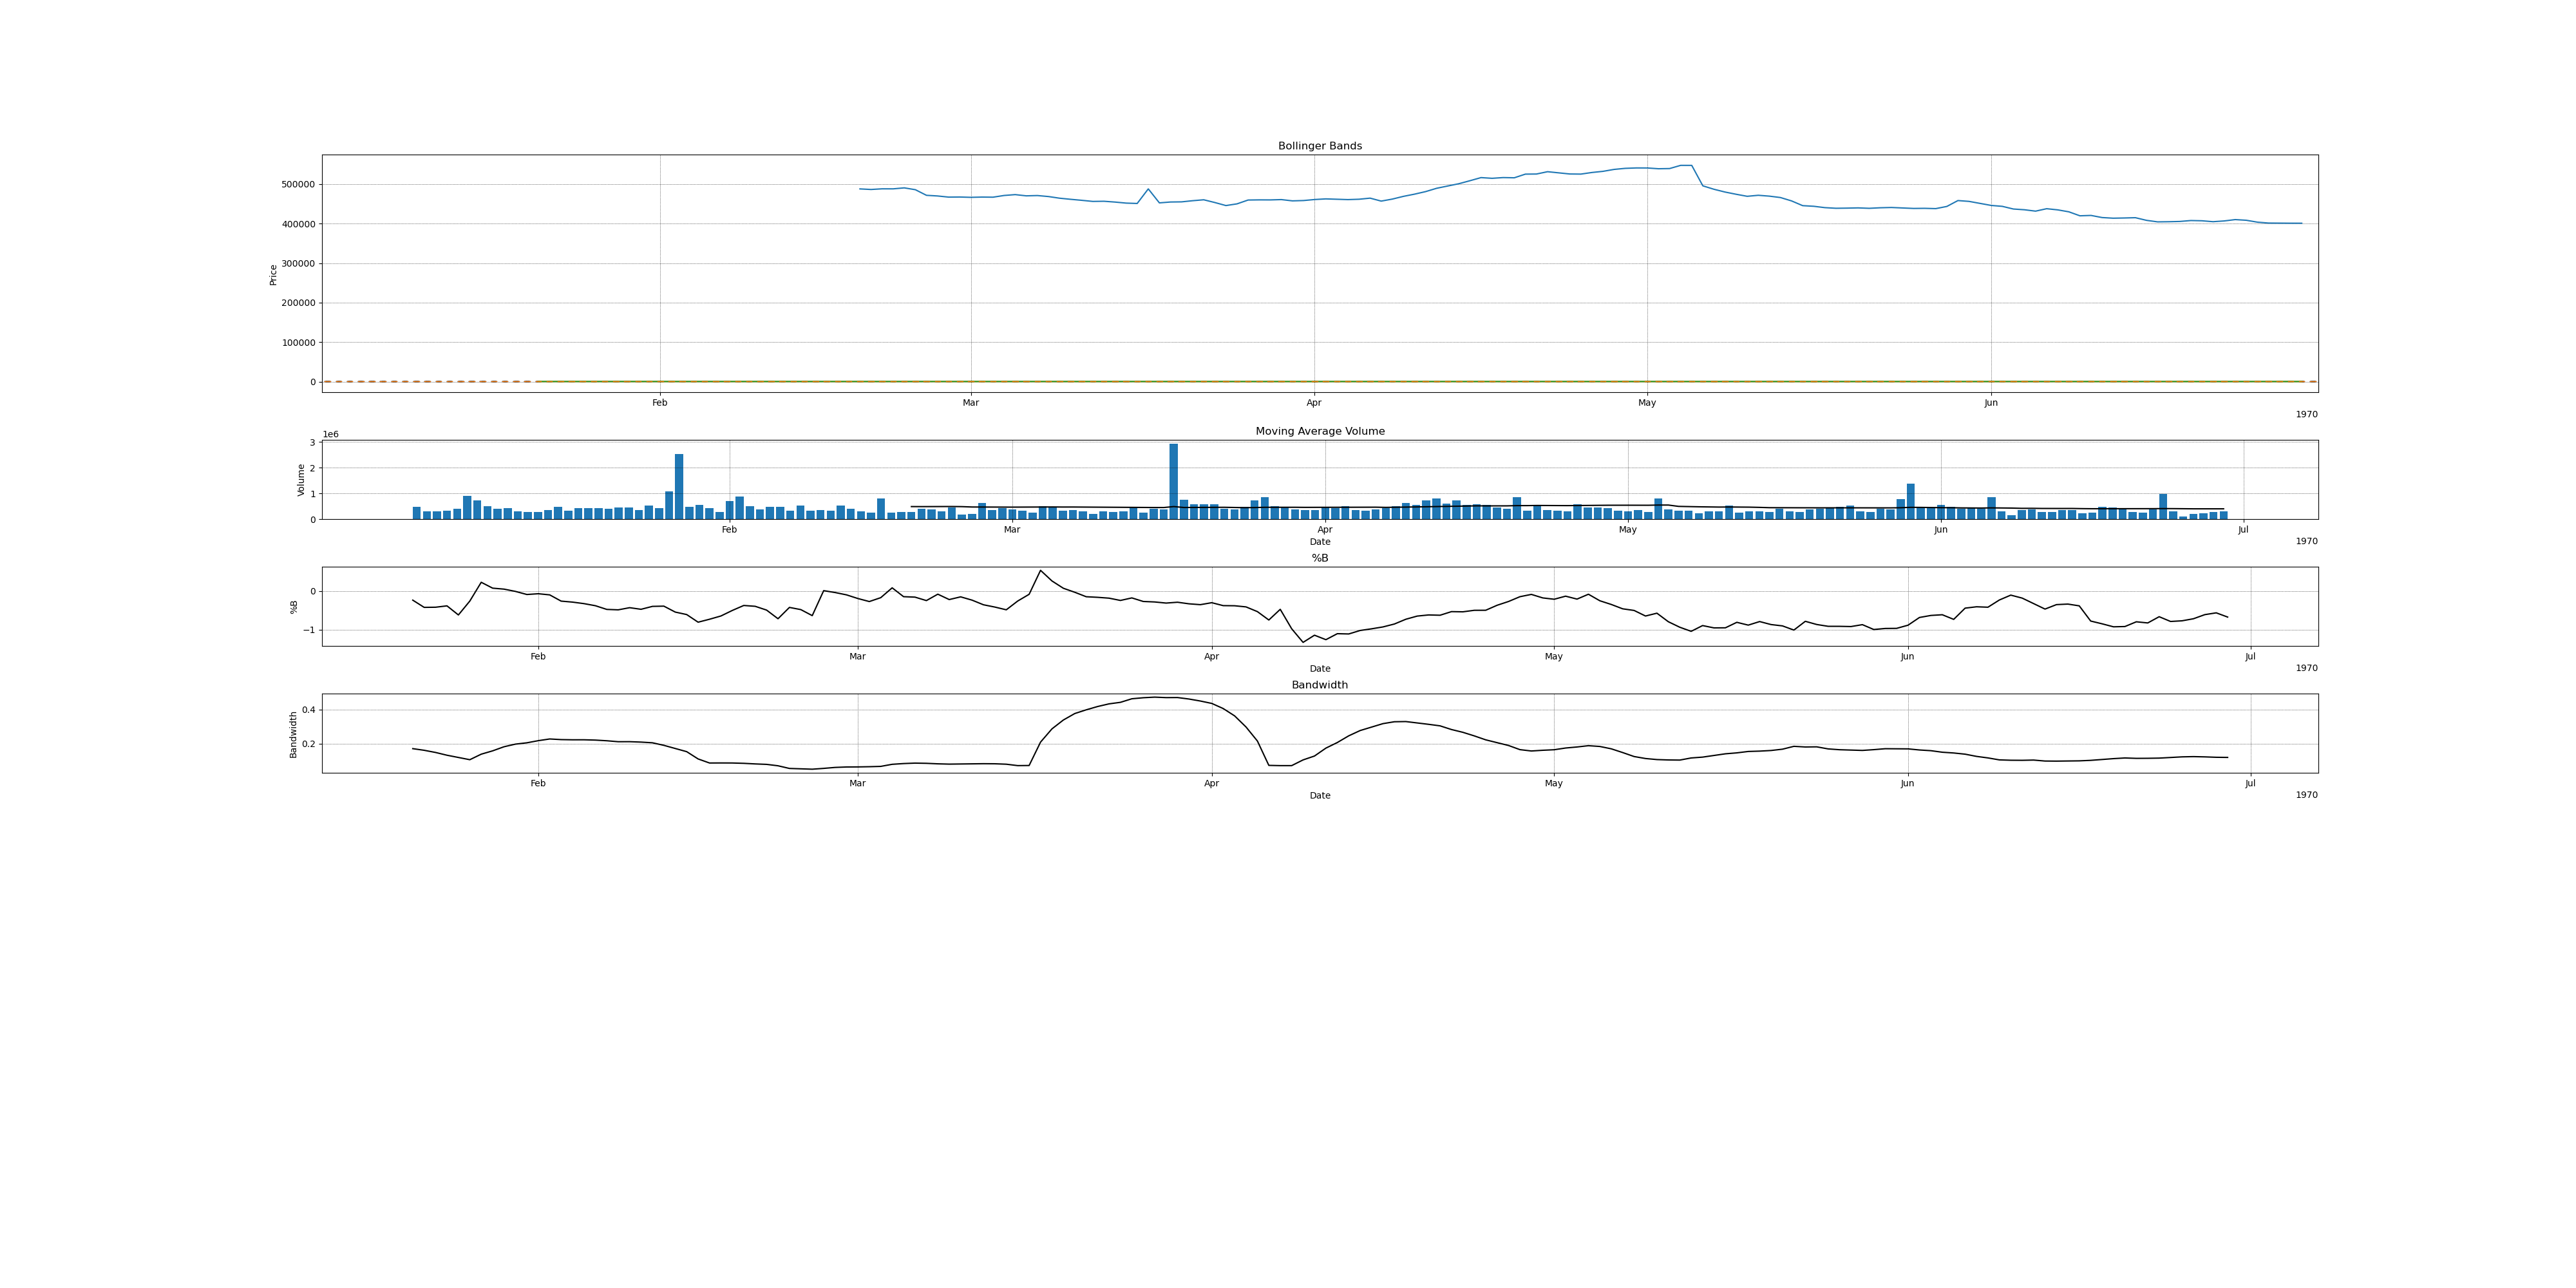 Bollinger Bands
Price
500000
400000
300000
200000
100000
0
Feb Mar Apr May Jun
1970
Moving Average Volume
1e6
Volume
3
2
1
0
Feb Mar Apr May Jun Jul
Date
1970
%B
%B
0
−1
Feb Mar Apr May Jun Jul
Date
1970
Bandwidth
Bandwidth
0.4
0.2
Feb Mar Apr May Jun Jul
Date
1970